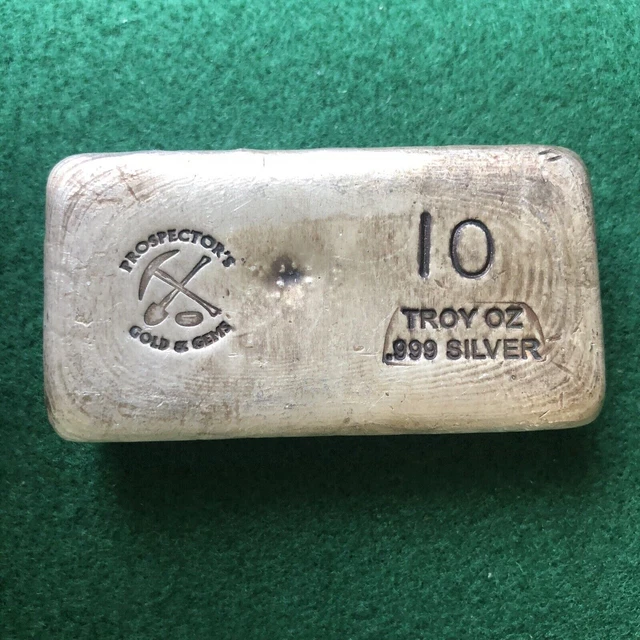 PROSPECTOR'S
GOLD & GEMS
10
TROY OZ
.999 SILVER